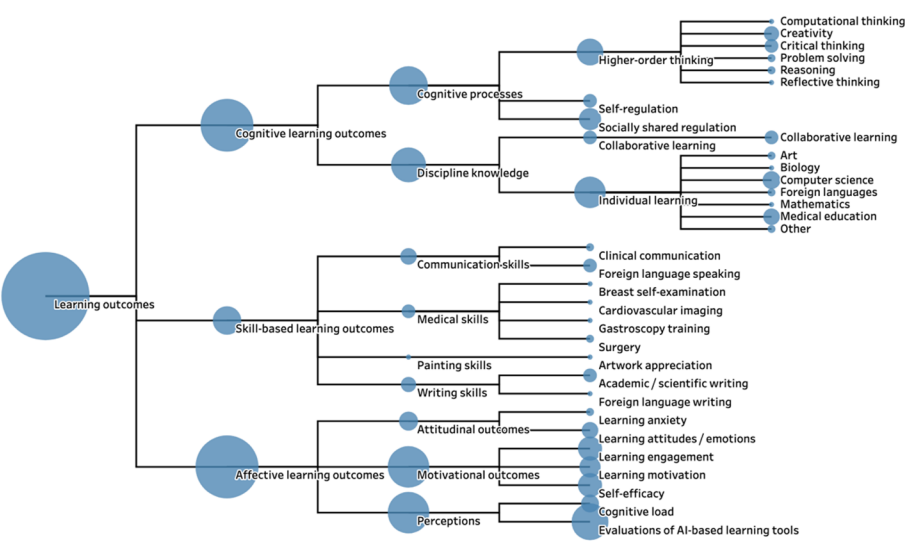 Computational thinking
Creativity
Critical thinking
Higher-order thinking
Problem solving
Reasoning
Reflective thinking
Cognitive processes
Self-regulation
Socially shared regulation
Cognitive learning outcomes
Collaborative learning
Collaborative learning
Art
Discipline knowledge
Biology
Computer science
Foreign languages
Individual learning
Mathematics
Medical education
Other
Clinical communication
Communication skills
Foreign language speaking
Breast self-examination
Learning outcomes
Cardiovascular imaging
Medical skills
Skill-based learning outcomes
Gastroscopy training
Surgery
Painting skills
Artwork appreciation
Academic / scientific writing
Writing skills
Foreign language writing
Learning anxiety
Attitudinal outcomes
Learning attitudes / emotions
Learning engagement
Affective learning outcomes
Motivational outcomes
Learning motivation
Self-efficacy
Cognitive load
Perceptions
Evaluations of AI-based learning tools